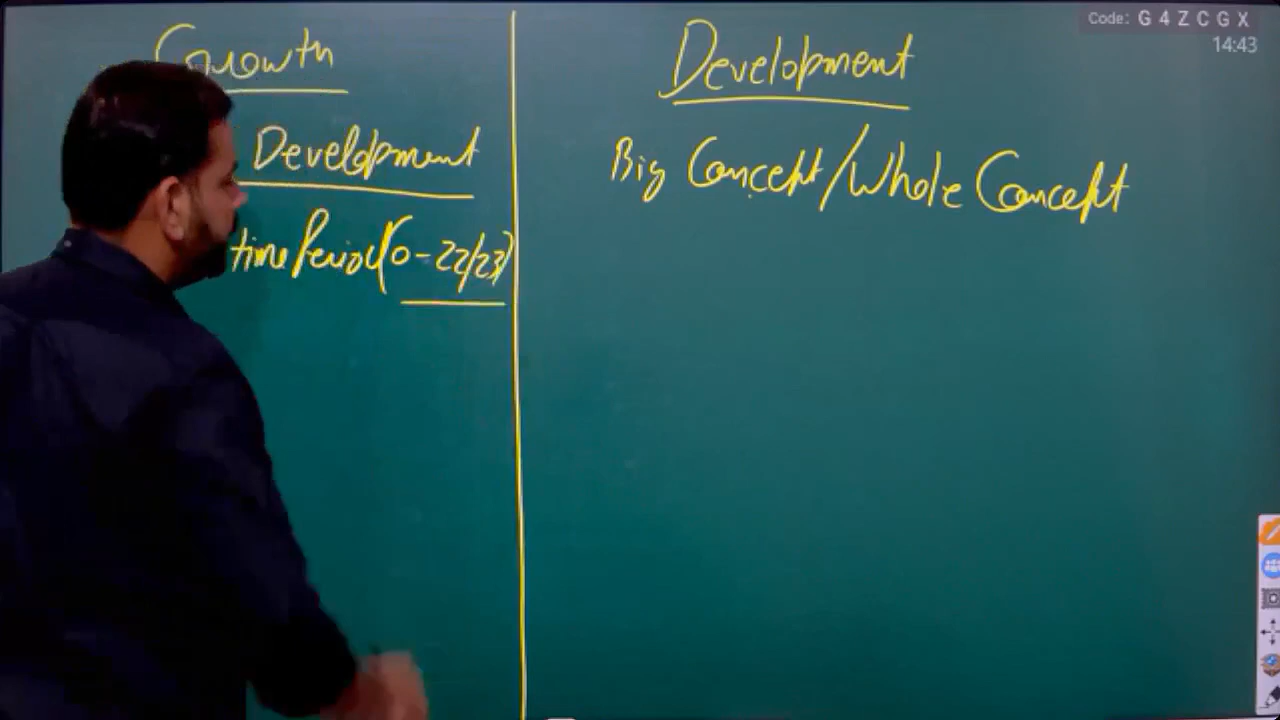 Code: G 4 Z C G X
14:43
Growth
Development
time Period (0-22/23)
Development
Big Concept/Whole Concept